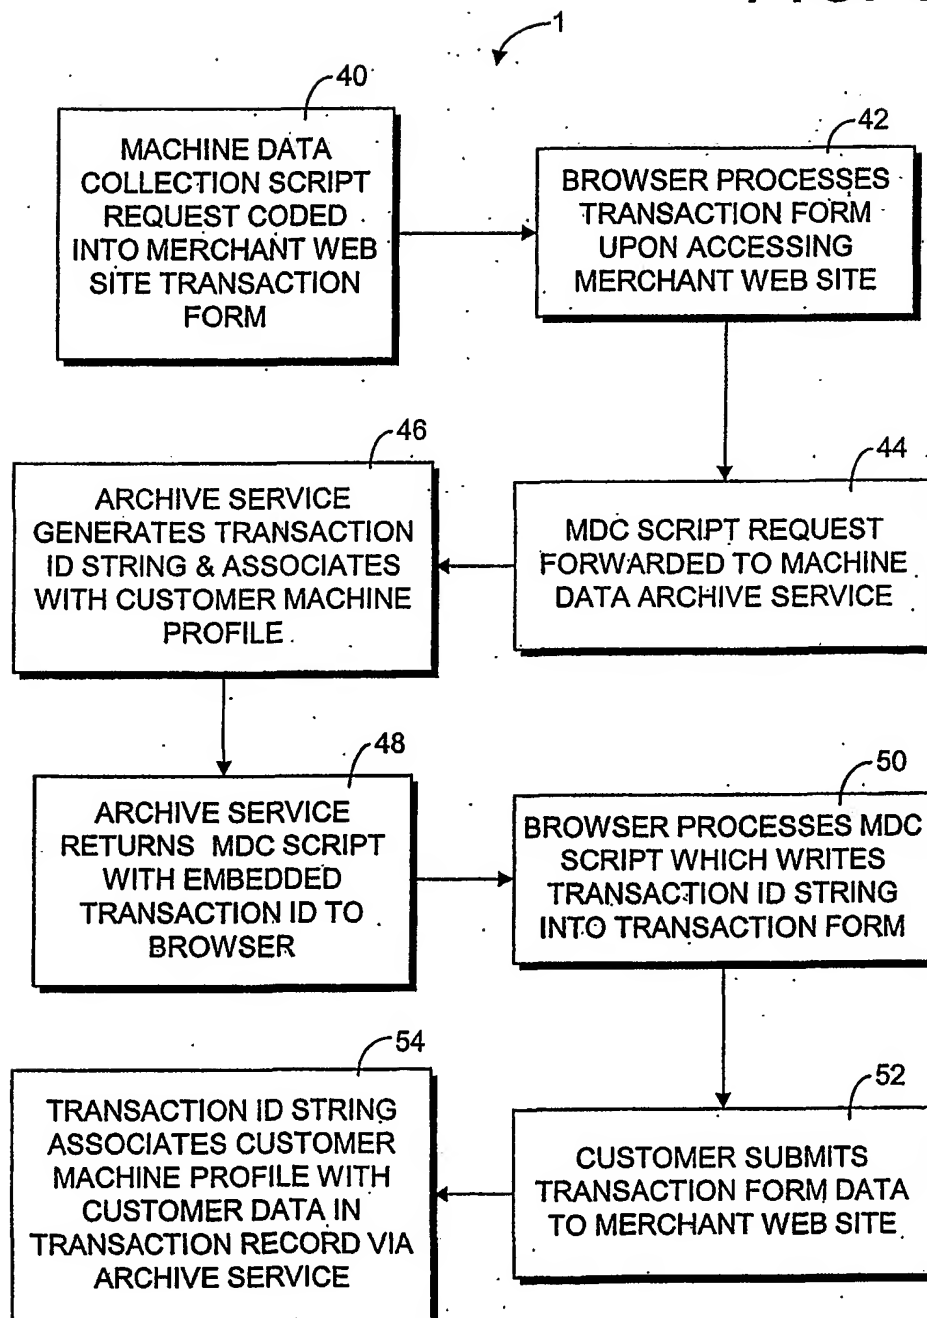 1
40
MACHINE DATA
COLLECTION SCRIPT
REQUEST CODED
INTO MERCHANT WEB
SITE TRANSACTION
FORM
42
BROWSER PROCESSES
TRANSACTION FORM
UPON ACCESSING
MERCHANT WEB SITE
44
MDC SCRIPT REQUEST
FORWARDED TO MACHINE
DATA ARCHIVE SERVICE
46
ARCHIVE SERVICE
GENERATES TRANSACTION
ID STRING & ASSOCIATES
WITH CUSTOMER MACHINE
PROFILE
48
ARCHIVE SERVICE
RETURNS MDC SCRIPT
WITH EMBEDDED
TRANSACTION ID TO
BROWSER
50
BROWSER PROCESSES MDC
SCRIPT WHICH WRITES
TRANSACTION ID STRING
INTO TRANSACTION FORM
52
CUSTOMER SUBMITS
TRANSACTION FORM DATA
TO MERCHANT WEB SITE
54
TRANSACTION ID STRING
ASSOCIATES CUSTOMER
MACHINE PROFILE WITH
CUSTOMER DATA IN
TRANSACTION RECORD VIA
ARCHIVE SERVICE